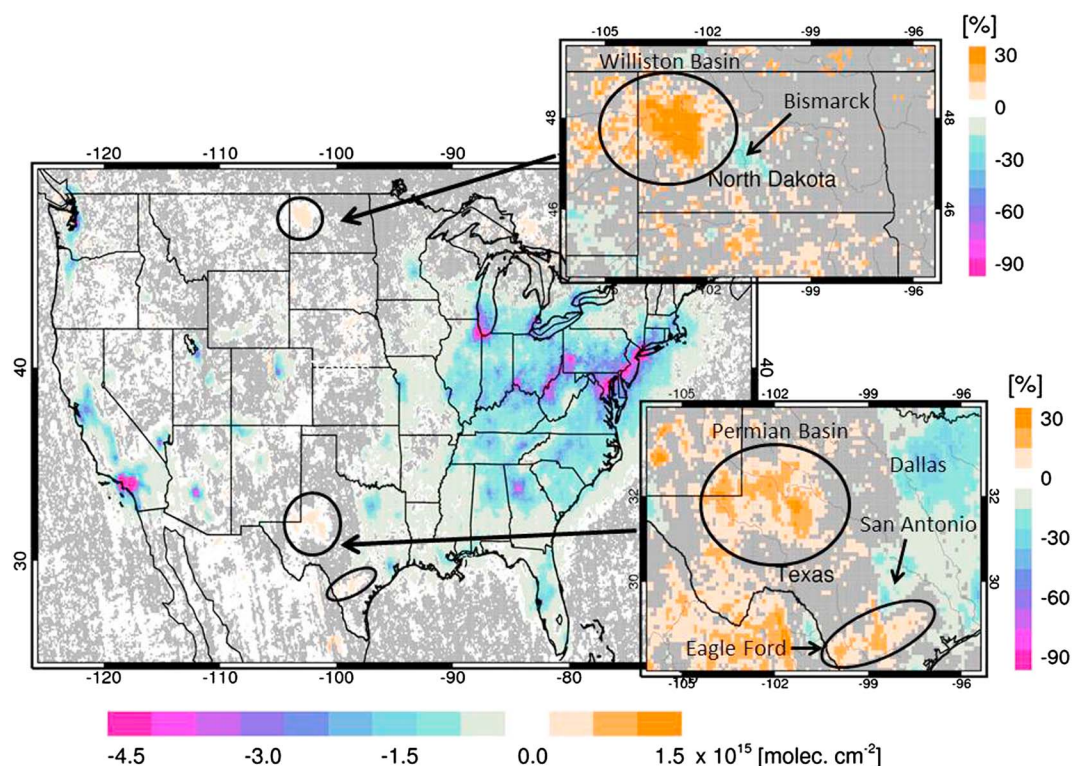 -105 -102 -99 -96 [%]
Williston Basin
Bismarck
North Dakota
48 48
46 46
-105 -102 -99 -96
30
0
-30
-60
-90
-120 -110 -100 -90
40 40
30
-120 -110 -100 -90 -80
-105 -102 -99 -96 [%]
Permian Basin
Dallas
San Antonio
Texas
Eagle Ford
32 32
30 30
-105 -102 -99 -96
30
0
-30
-60
-90
-4.5 -3.0 -1.5 0.0 1.5 x 10¹⁵ [molec. cm⁻²]